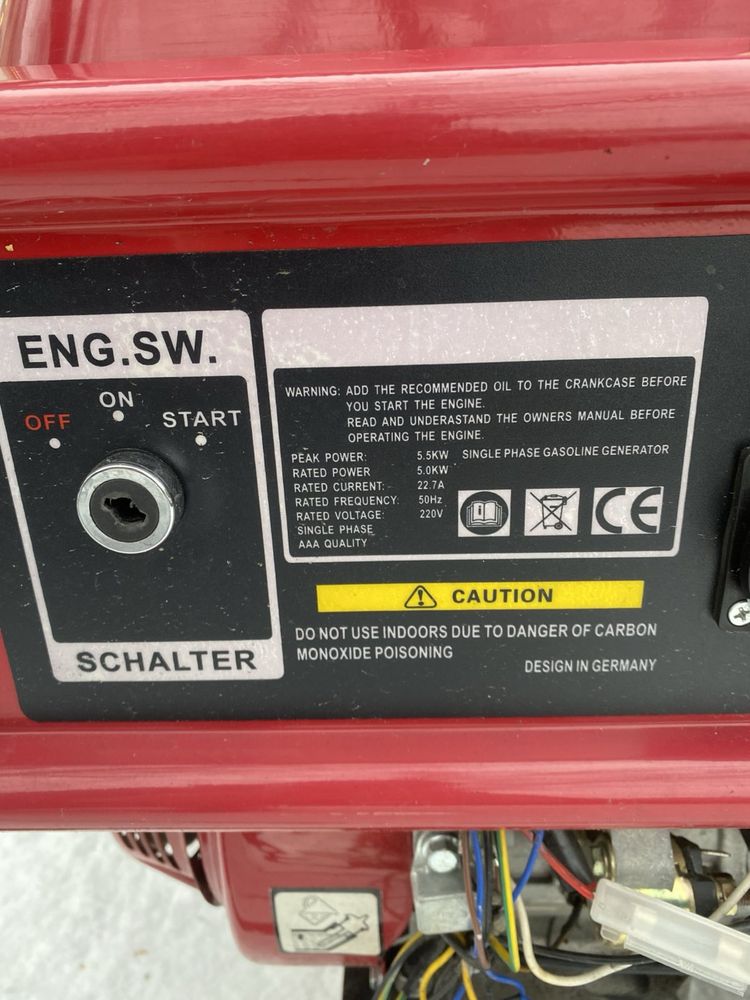 ENG.SW.
OFF
ON
START
SCHALTER
WARNING: ADD THE RECOMMENDED OIL TO THE CRANKCASE BEFORE
YOU START THE ENGINE.
READ AND UNDERASTAND THE OWNERS MANUAL BEFORE
OPERATING THE ENGINE.
PEAK POWER: 5.5KW SINGLE PHASE GASOLINE GENERATOR
RATED POWER 5.0KW
RATED CURRENT: 22.7A
RATED FREQUENCY: 50Hz
RATED VOLTAGE: 220V
SINGLE PHASE
AAA QUALITY
CE
CAUTION
DO NOT USE INDOORS DUE TO DANGER OF CARBON
MONOXIDE POISONING
DESIGN IN GERMANY